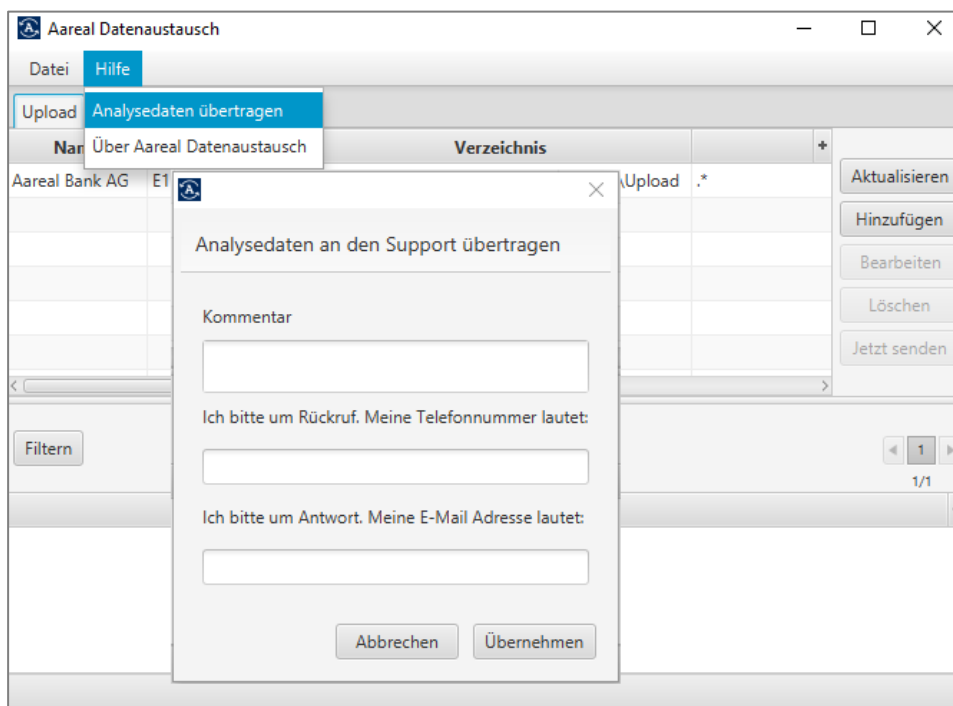 Aareal Datenaustausch
Datei Hilfe
Upload Analysedaten übertragen
Über Aareal Datenaustausch
Verzeichnis +
Aareal Bank AG E1 \Upload .*
Aktualisieren
Hinzufügen
Bearbeiten
Löschen
Jetzt senden
Analysedaten an den Support übertragen
Kommentar
Ich bitte um Rückruf. Meine Telefonnummer lautet:
Ich bitte um Antwort. Meine E-Mail Adresse lautet:
Abbrechen Übernehmen
Filtern
1
1/1